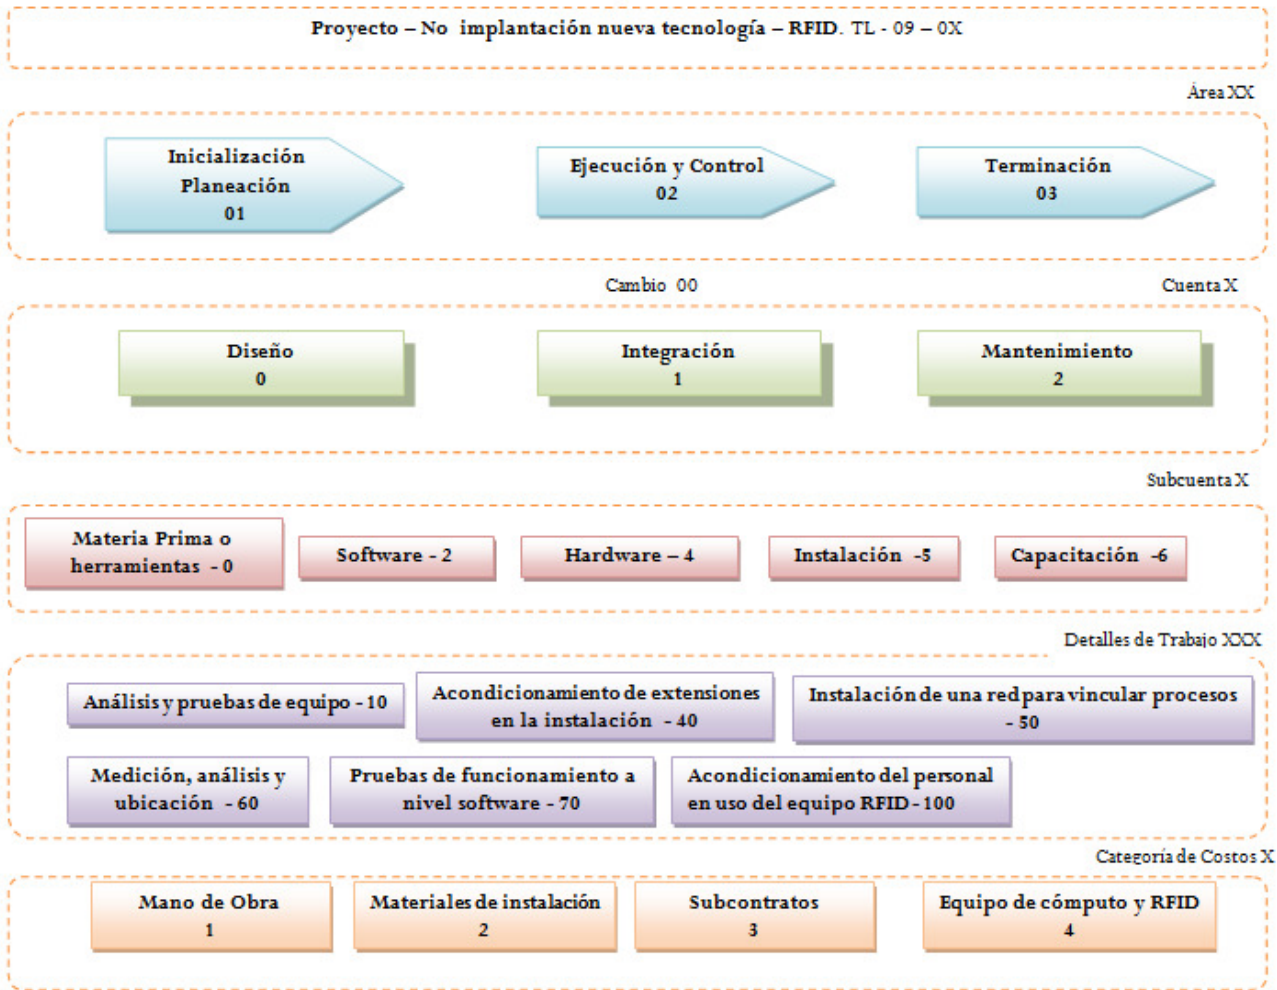 Proyecto – No implantación nueva tecnología – RFID. TL - 09 – 0X
Área XX
Inicialización
Planeación
01
Ejecución y Control
02
Terminación
03
Cambio 00
Cuenta X
Diseño
0
Integración
1
Mantenimiento
2
Subcuenta X
Materia Prima o
herramientas - 0
Software - 2
Hardware – 4
Instalación -5
Capacitación -6
Detalles de Trabajo XXX
Análisis y pruebas de equipo - 10
Acondicionamiento de extensiones
en la instalación - 40
Instalación de una red para vincular procesos
- 50
Medición, análisis y
ubicación - 60
Pruebas de funcionamiento a
nivel software - 70
Acondicionamiento del personal
en uso del equipo RFID - 100
Categoría de Costos X
Mano de Obra
1
Materiales de instalación
2
Subcontratos
3
Equipo de cómputo y RFID
4